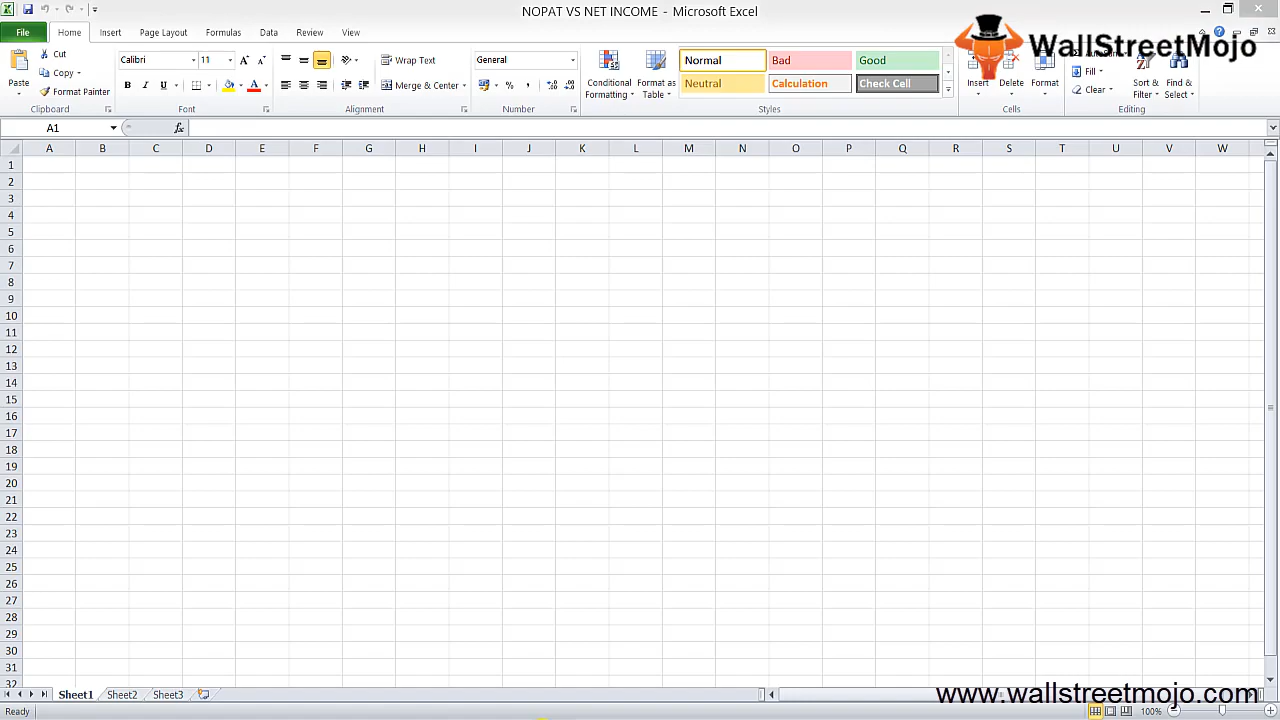 NOPAT VS NET INCOME - Microsoft Excel
File Home Insert Page Layout Formulas Data Review View
WallStreetMojo
Paste
Cut
Copy
Format Painter
Clipboard
Calibri 11
B I U
Font
Wrap Text
Merge & Center
Alignment
General
$ % ,
Number
Conditional Formatting
Format as Table
Normal Bad Good
Neutral Calculation Check Cell
Styles
Insert Delete Format
Cells
Fill
Clear
Sort & Filter
Find & Select
Editing
A1 fx
A B C D E F G H I J K L M N O P Q R S T U V W
1
2
3
4
5
6
7
8
9
10
11
12
13
14
15
16
17
18
19
20
21
22
23
24
25
26
27
28
29
30
31
32
Sheet1 Sheet2 Sheet3
www.wallstreetmojo.com
Ready 100%